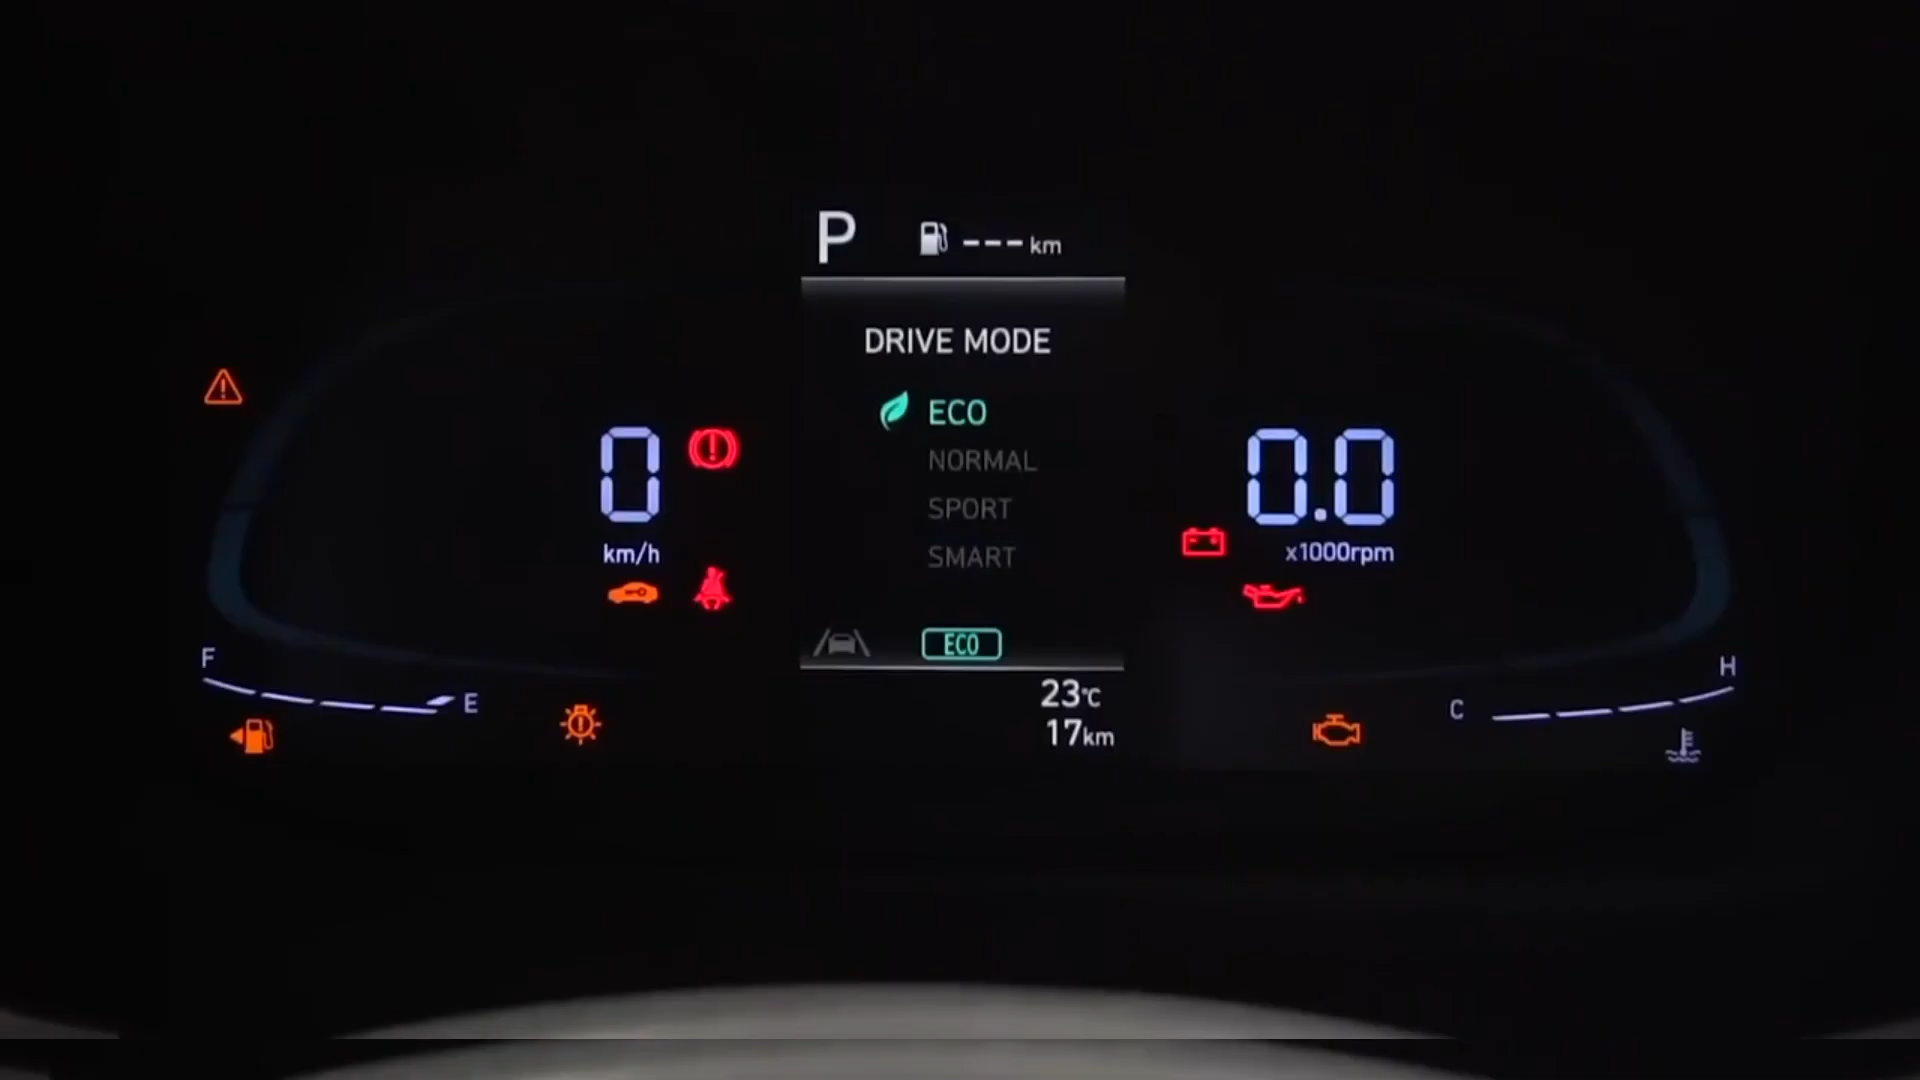 P
--- km
DRIVE MODE
ECO
NORMAL
SPORT
SMART
0
km/h
0.0
x1000rpm
ECO
F
E
C
H
23°C
17km